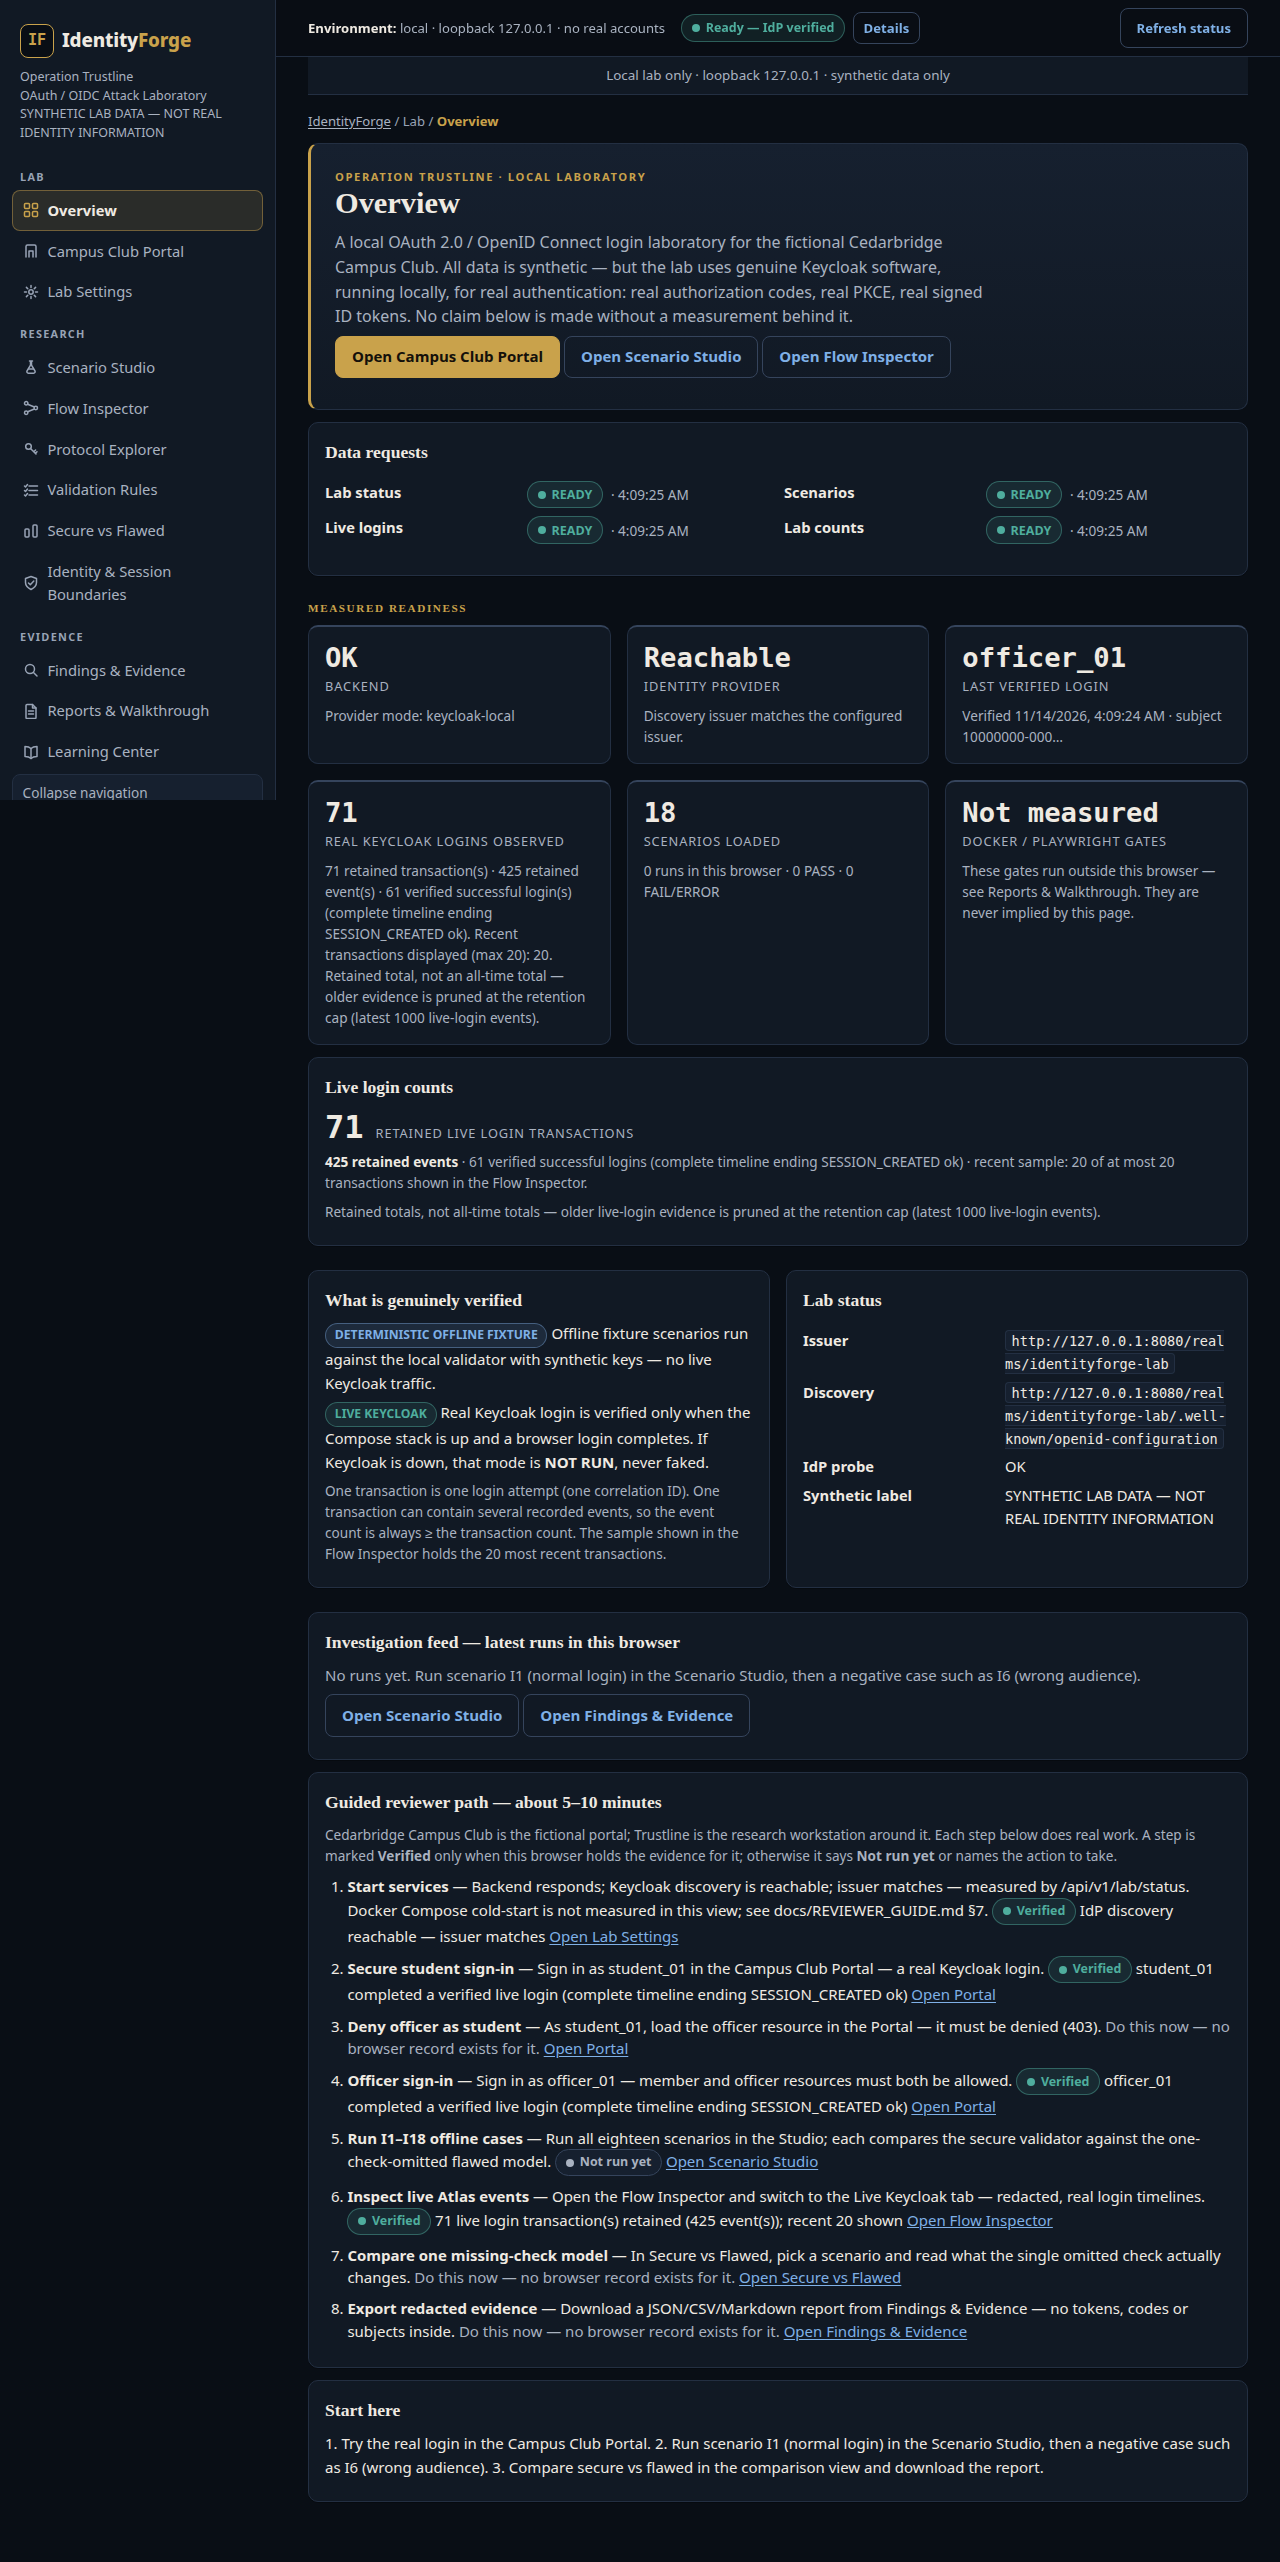 IF IdentityForge
Operation Trustline
OAuth / OIDC Attack Laboratory
SYNTHETIC LAB DATA — NOT REAL
IDENTITY INFORMATION
LAB
Overview
Campus Club Portal
Lab Settings
RESEARCH
Scenario Studio
Flow Inspector
Protocol Explorer
Validation Rules
Secure vs Flawed
Identity & Session
Boundaries
EVIDENCE
Findings & Evidence
Reports & Walkthrough
Learning Center
Collapse navigation
Environment: local · loopback 127.0.0.1 · no real accounts Ready — IdP verified Details Refresh status
Local lab only · loopback 127.0.0.1 · synthetic data only
IdentityForge / Lab / Overview
OPERATION TRUSTLINE · LOCAL LABORATORY
Overview
A local OAuth 2.0 / OpenID Connect login laboratory for the fictional Cedarbridge
Campus Club. All data is synthetic — but the lab uses genuine Keycloak software,
running locally, for real authentication: real authorization codes, real PKCE, real signed
ID tokens. No claim below is made without a measurement behind it.
Open Campus Club Portal Open Scenario Studio Open Flow Inspector
Data requests
Lab status READY · 4:09:25 AM Scenarios READY · 4:09:25 AM
Live logins READY · 4:09:25 AM Lab counts READY · 4:09:25 AM
MEASURED READINESS
OK
BACKEND
Provider mode: keycloak-local
Reachable
IDENTITY PROVIDER
Discovery issuer matches the configured
issuer.
officer_01
LAST VERIFIED LOGIN
Verified 11/14/2026, 4:09:24 AM · subject
10000000-000…
71
REAL KEYCLOAK LOGINS OBSERVED
71 retained transaction(s) · 425 retained
event(s) · 61 verified successful login(s)
(complete timeline ending
SESSION_CREATED ok). Recent
transactions displayed (max 20): 20.
Retained total, not an all-time total —
older evidence is pruned at the retention
cap (latest 1000 live-login events).
18
SCENARIOS LOADED
0 runs in this browser · 0 PASS · 0
FAIL/ERROR
Not measured
DOCKER / PLAYWRIGHT GATES
These gates run outside this browser —
see Reports & Walkthrough. They are
never implied by this page.
Live login counts
71 RETAINED LIVE LOGIN TRANSACTIONS
425 retained events · 61 verified successful logins (complete timeline ending SESSION_CREATED ok) · recent sample: 20 of at most 20
transactions shown in the Flow Inspector.
Retained totals, not all-time totals — older live-login evidence is pruned at the retention cap (latest 1000 live-login events).
What is genuinely verified
DETERMINISTIC OFFLINE FIXTURE Offline fixture scenarios run
against the local validator with synthetic keys — no live
Keycloak traffic.
LIVE KEYCLOAK Real Keycloak login is verified only when the
Compose stack is up and a browser login completes. If
Keycloak is down, that mode is NOT RUN, never faked.
One transaction is one login attempt (one correlation ID). One
transaction can contain several recorded events, so the event
count is always ≥ the transaction count. The sample shown in the
Flow Inspector holds the 20 most recent transactions.
Lab status
Issuer http://127.0.0.1:8080/real
ms/identityforge-lab
Discovery http://127.0.0.1:8080/real
ms/identityforge-lab/.well-
known/openid-configuration
IdP probe OK
Synthetic label SYNTHETIC LAB DATA — NOT
REAL IDENTITY INFORMATION
Investigation feed — latest runs in this browser
No runs yet. Run scenario I1 (normal login) in the Scenario Studio, then a negative case such as I6 (wrong audience).
Open Scenario Studio Open Findings & Evidence
Guided reviewer path — about 5–10 minutes
Cedarbridge Campus Club is the fictional portal; Trustline is the research workstation around it. Each step below does real work. A step is
marked Verified only when this browser holds the evidence for it; otherwise it says Not run yet or names the action to take.
1. Start services — Backend responds; Keycloak discovery is reachable; issuer matches — measured by /api/v1/lab/status.
Docker Compose cold-start is not measured in this view; see docs/REVIEWER_GUIDE.md §7. Verified IdP discovery
reachable — issuer matches Open Lab Settings
2. Secure student sign-in — Sign in as student_01 in the Campus Club Portal — a real Keycloak login. Verified student_01
completed a verified live login (complete timeline ending SESSION_CREATED ok) Open Portal
3. Deny officer as student — As student_01, load the officer resource in the Portal — it must be denied (403). Do this now — no
browser record exists for it. Open Portal
4. Officer sign-in — Sign in as officer_01 — member and officer resources must both be allowed. Verified officer_01
completed a verified live login (complete timeline ending SESSION_CREATED ok) Open Portal
5. Run I1–I18 offline cases — Run all eighteen scenarios in the Studio; each compares the secure validator against the one-
check-omitted flawed model. Not run yet Open Scenario Studio
6. Inspect live Atlas events — Open the Flow Inspector and switch to the Live Keycloak tab — redacted, real login timelines.
Verified 71 live login transaction(s) retained (425 event(s)); recent 20 shown Open Flow Inspector
7. Compare one missing-check model — In Secure vs Flawed, pick a scenario and read what the single omitted check actually
changes. Do this now — no browser record exists for it. Open Secure vs Flawed
8. Export redacted evidence — Download a JSON/CSV/Markdown report from Findings & Evidence — no tokens, codes or
subjects inside. Do this now — no browser record exists for it. Open Findings & Evidence
Start here
1. Try the real login in the Campus Club Portal. 2. Run scenario I1 (normal login) in the Scenario Studio, then a negative case such
as I6 (wrong audience). 3. Compare secure vs flawed in the comparison view and download the report.